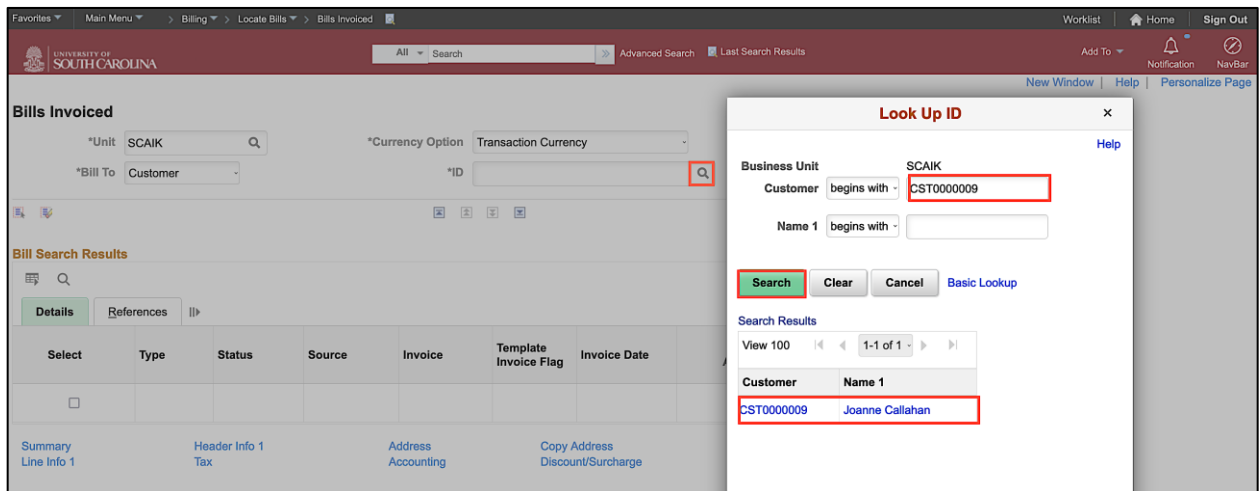 Favorites Main Menu > Billing > Locate Bills > Bills Invoiced Worklist Home Sign Out
UNIVERSITY OF
SOUTH CAROLINA
All Search » Advanced Search Last Search Results Add To Notification NavBar
New Window | Help | Personalize Page
Bills Invoiced
*Unit SCAIK *Currency Option Transaction Currency
*Bill To Customer *ID
Bill Search Results
Details References
Select Type Status Source Invoice Template Invoice Flag Invoice Date
Summary Header Info 1 Address Copy Address
Line Info 1 Tax Accounting Discount/Surcharge
Look Up ID ×
Help
Business Unit SCAIK
Customer begins with CST0000009
Name 1 begins with
Search Clear Cancel Basic Lookup
Search Results
View 100 1-1 of 1
Customer Name 1
CST0000009 Joanne Callahan